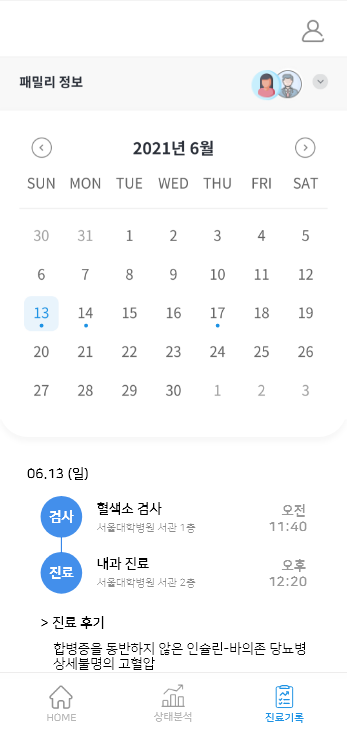 패밀리 정보
2021년 6월
SUN MON TUE WED THU FRI SAT
30 31 1 2 3 4 5
6 7 8 9 10 11 12
13 14 15 16 17 18 19
20 21 22 23 24 25 26
27 28 29 30 1 2 3
06.13 (일)
검사 혈색소 검사 오전
서울대학병원 서관 1층 11:40
진료 내과 진료 오후
서울대학병원 서관 2층 12:20
> 진료 후기
합병증을 동반하지 않은 인슐린-바의존 당뇨병
상세불명의 고혈압
HOME 상태분석 진료기록